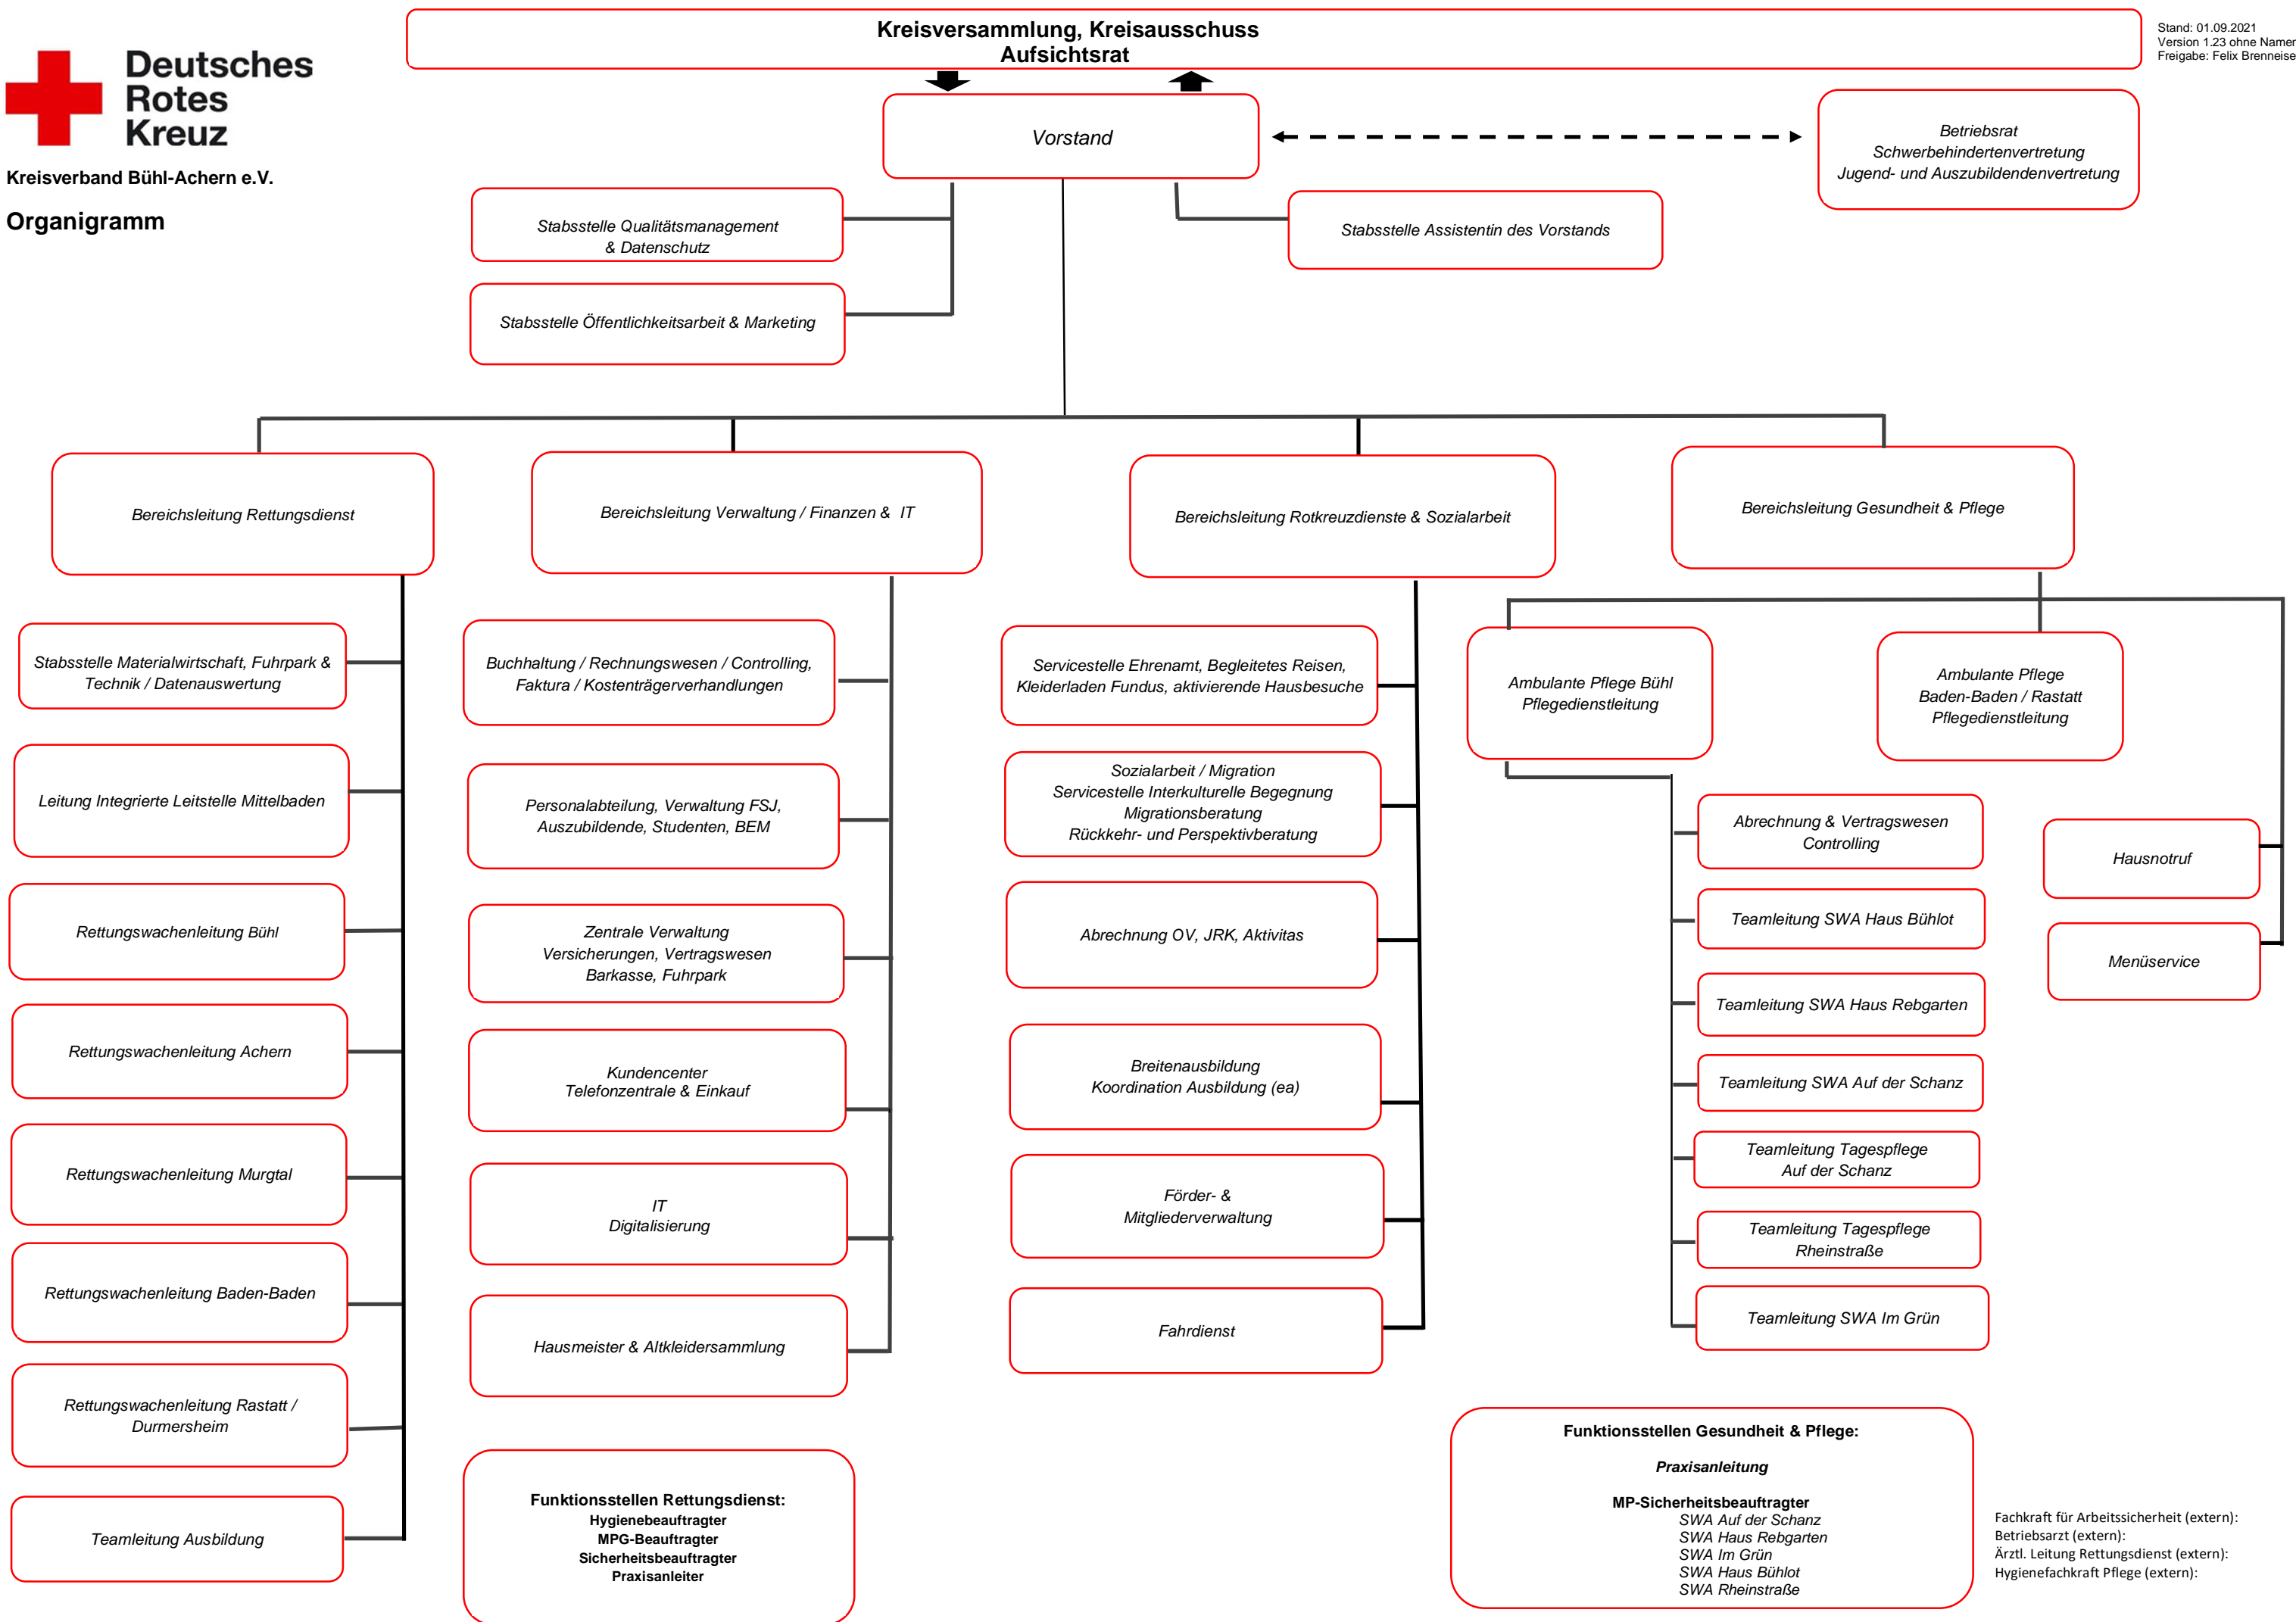 Kreisversammlung, Kreisausschuss
Aufsichtsrat
Stand: 01.09.2021
Version 1.23 ohne Namen
Freigabe: Felix Brenneise
Deutsches
Rotes
Kreuz
Kreisverband Bühl-Achern e.V.
Organigramm
Vorstand
Betriebsrat
Schwerbehindertenvertretung
Jugend- und Auszubildendenvertretung
Stabsstelle Qualitätsmanagement
& Datenschutz
Stabsstelle Assistentin des Vorstands
Stabsstelle Öffentlichkeitsarbeit & Marketing
Bereichsleitung Rettungsdienst
Bereichsleitung Verwaltung / Finanzen & IT
Bereichsleitung Rotkreuzdienste & Sozialarbeit
Bereichsleitung Gesundheit & Pflege
Stabsstelle Materialwirtschaft, Fuhrpark &
Technik / Datenauswertung
Leitung Integrierte Leitstelle Mittelbaden
Rettungswachenleitung Bühl
Rettungswachenleitung Achern
Rettungswachenleitung Murgtal
Rettungswachenleitung Baden-Baden
Rettungswachenleitung Rastatt /
Durmersheim
Teamleitung Ausbildung
Buchhaltung / Rechnungswesen / Controlling,
Faktura / Kostenträgerverhandlungen
Personalabteilung, Verwaltung FSJ,
Auszubildende, Studenten, BEM
Zentrale Verwaltung
Versicherungen, Vertragswesen
Barkasse, Fuhrpark
Kundencenter
Telefonzentrale & Einkauf
IT
Digitalisierung
Hausmeister & Altkleidersammlung
Funktionsstellen Rettungsdienst:
Hygienebeauftragter
MPG-Beauftragter
Sicherheitsbeauftragter
Praxisanleiter
Servicestelle Ehrenamt, Begleitetes Reisen,
Kleiderladen Fundus, aktivierende Hausbesuche
Sozialarbeit / Migration
Servicestelle Interkulturelle Begegnung
Migrationsberatung
Rückkehr- und Perspektivberatung
Abrechnung OV, JRK, Aktivitas
Breitenausbildung
Koordination Ausbildung (ea)
Förder- &
Mitgliederverwaltung
Fahrdienst
Ambulante Pflege Bühl
Pflegedienstleitung
Ambulante Pflege
Baden-Baden / Rastatt
Pflegedienstleitung
Abrechnung & Vertragswesen
Controlling
Teamleitung SWA Haus Bühlot
Teamleitung SWA Haus Rebgarten
Teamleitung SWA Auf der Schanz
Teamleitung Tagespflege
Auf der Schanz
Teamleitung Tagespflege
Rheinstraße
Teamleitung SWA Im Grün
Hausnotruf
Menüservice
Funktionsstellen Gesundheit & Pflege:
Praxisanleitung
MP-Sicherheitsbeauftragter
SWA Auf der Schanz
SWA Haus Rebgarten
SWA Im Grün
SWA Haus Bühlot
SWA Rheinstraße
Fachkraft für Arbeitssicherheit (extern):
Betriebsarzt (extern):
Ärztl. Leitung Rettungsdienst (extern):
Hygienefachkraft Pflege (extern):